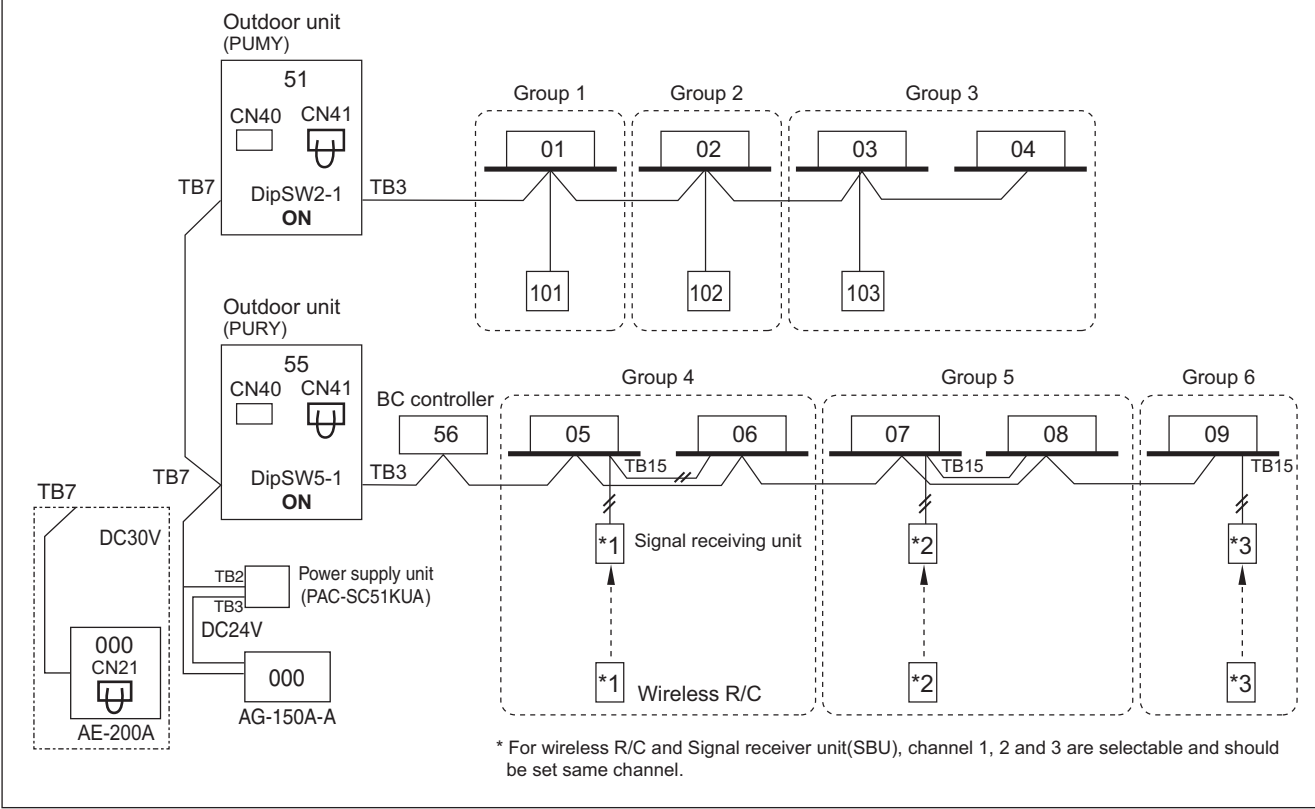 Outdoor unit
(PUMY)
51
CN40 CN41
TB7
DipSW2-1
ON
TB3
Group 1
01
101
Group 2
02
102
Group 3
03
04
103
Outdoor unit
(PURY)
55
CN40 CN41
TB7
DipSW5-1
ON
TB3
BC controller
56
Group 4
05
06
TB15
*1
Signal receiving unit
*1
Wireless R/C
Group 5
07
08
TB15
*2
*2
Group 6
09
TB15
*3
*3
TB7
DC30V
000
CN21
AE-200A
TB2
TB3
Power supply unit
(PAC-SC51KUA)
DC24V
000
AG-150A-A
* For wireless R/C and Signal receiver unit(SBU), channel 1, 2 and 3 are selectable and should
be set same channel.